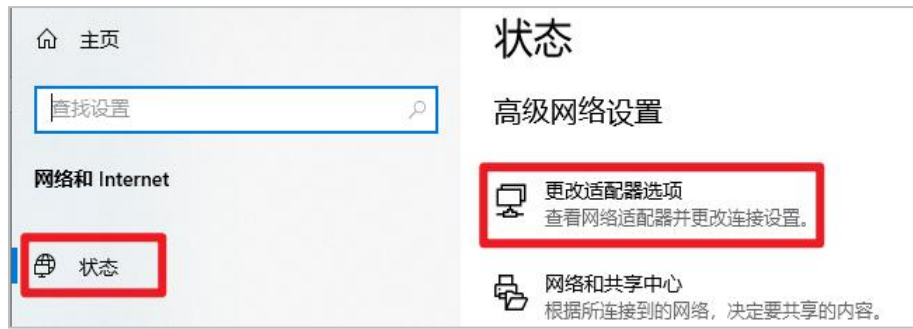 主页
查找设置
网络和 Internet
状态
状态
高级网络设置
更改适配器选项
查看网络适配器并更改连接设置。
网络和共享中心
根据所连接到的网络，决定要共享的内容。